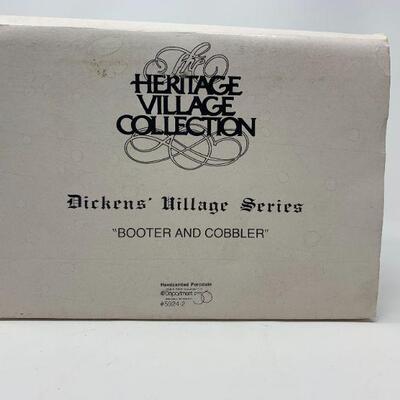 The
HERITAGE
VILLAGE
COLLECTION
Dickens' Village Series
"BOOTER AND COBBLER"
Handcrafted Porcelain
Department 56
#5924-2